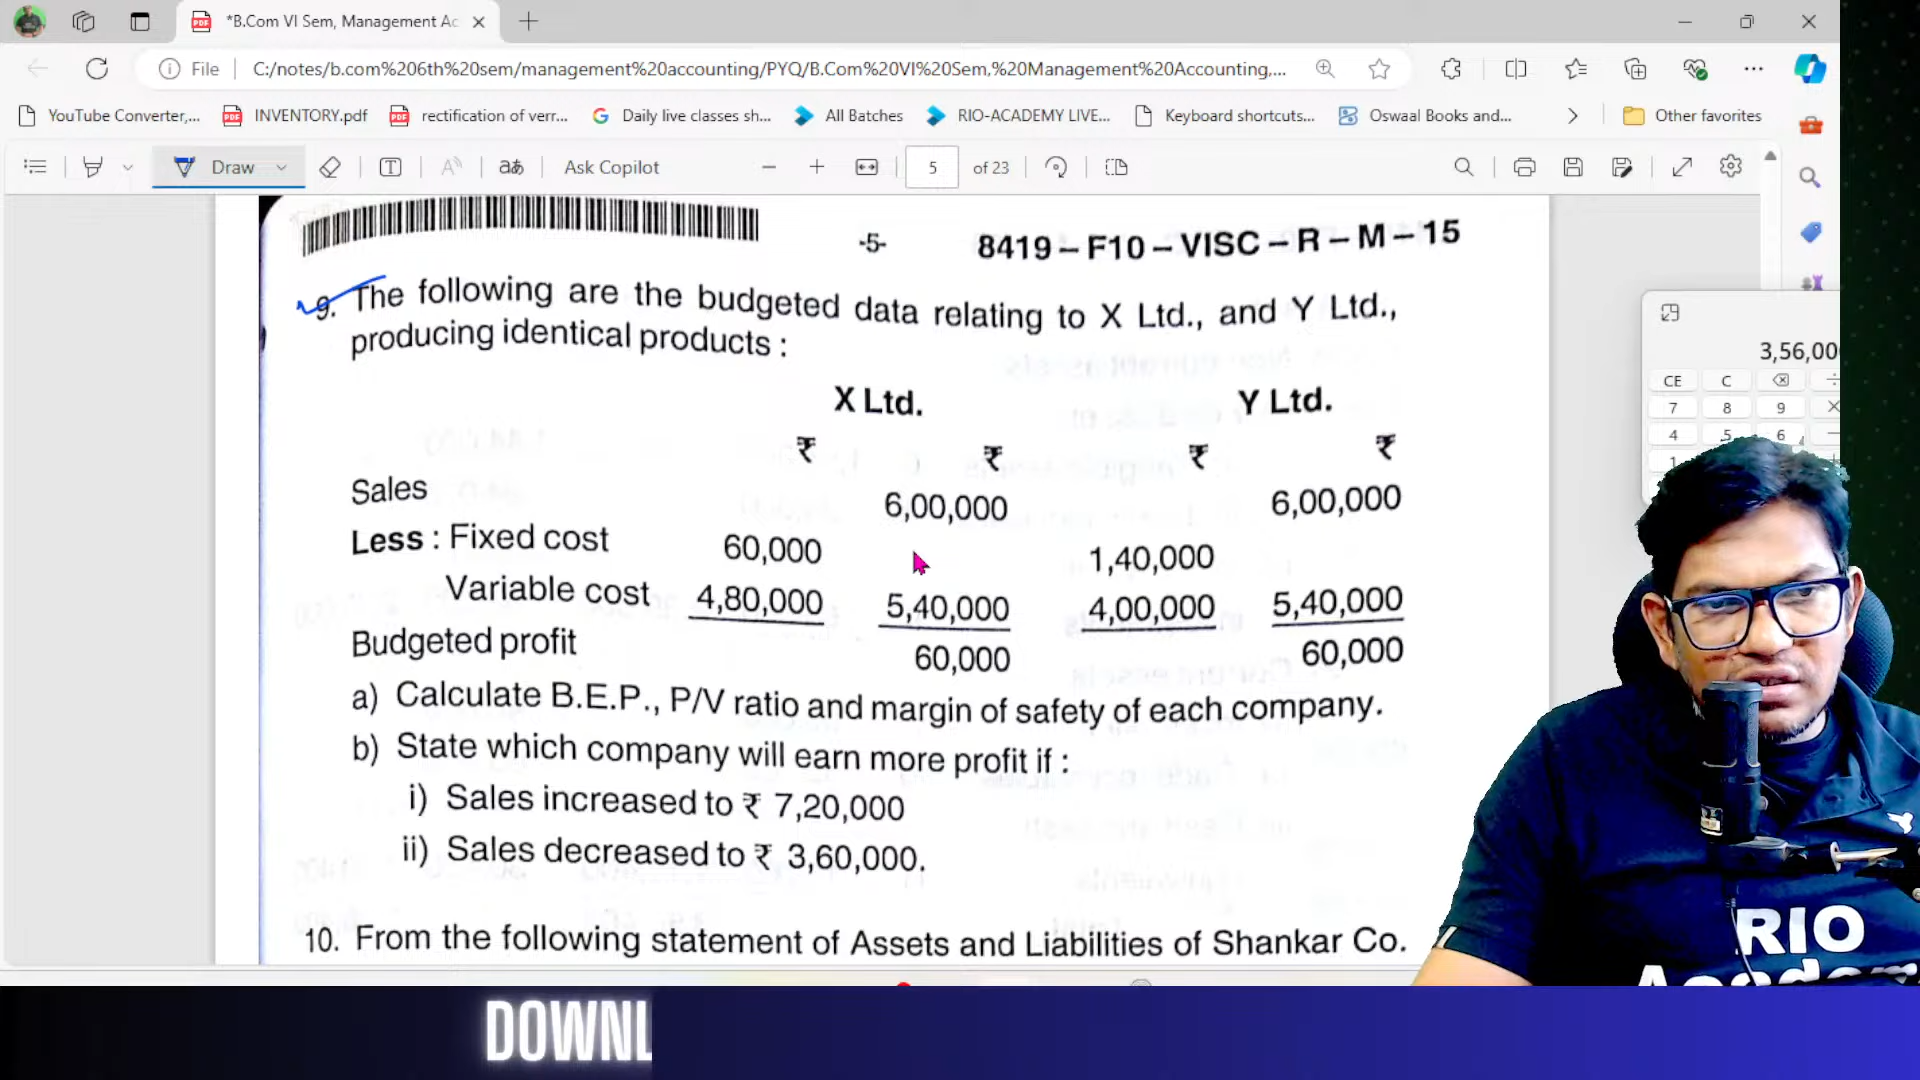 *B.Com VI Sem, Management Ac
File
C:/notes/b.com%206th%20sem/management%20accounting/PYQ/B.Com%20VI%20Sem,%20Management%20Accounting,...
YouTube Converter,...
INVENTORY.pdf
rectification of verr...
Daily live classes sh...
All Batches
RIO-ACADEMY LIVE...
Keyboard shortcuts...
Oswaal Books and...
Other favorites
Draw
Ask Copilot
5 of 23
-5- 8419 – F10 – VISC – R – M – 15
9. The following are the budgeted data relating to X Ltd., and Y Ltd.,
producing identical products :
X Ltd. Y Ltd.
₹ ₹ ₹ ₹
Sales 6,00,000 6,00,000
Less : Fixed cost 60,000 1,40,000
Variable cost 4,80,000 5,40,000 4,00,000 5,40,000
Budgeted profit 60,000 60,000
a) Calculate B.E.P., P/V ratio and margin of safety of each company.
b) State which company will earn more profit if :
i) Sales increased to ₹ 7,20,000
ii) Sales decreased to ₹ 3,60,000.
10. From the following statement of Assets and Liabilities of Shankar Co.
3,56,00
CE C
7 8 9
4 5 6
1
RIO
Academ
DOWNL